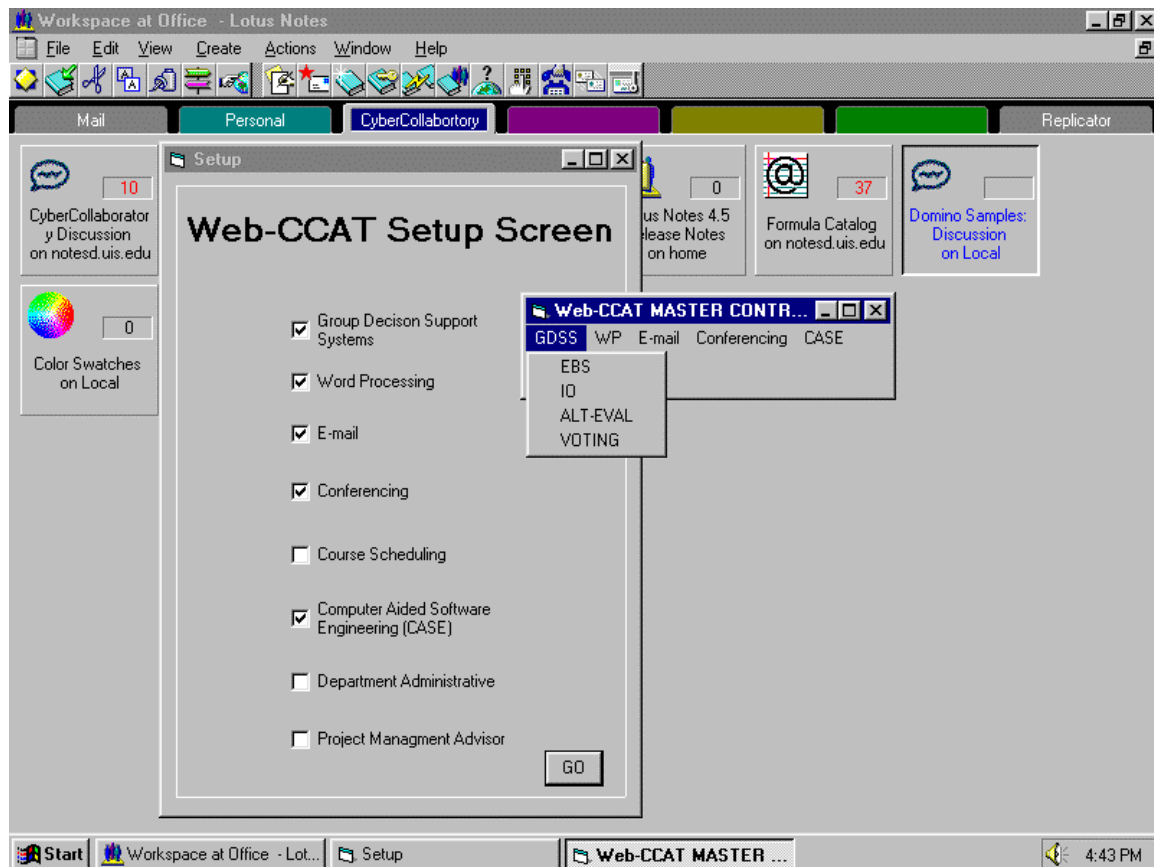 Workspace at Office - Lotus Notes
File Edit View Create Actions Window Help
Mail Personal CyberCollabortory Replicator
10
CyberCollaborator
y Discussion
on notesd.uis.edu
0
Color Swatches
on Local
Setup
Web-CCAT Setup Screen
Group Decison Support
Systems
Word Processing
E-mail
Conferencing
Course Scheduling
Computer Aided Software
Engineering (CASE)
Department Administrative
Project Managment Advisor
GO
0
us Notes 4.5
lease Notes
on home
@
37
Formula Catalog
on notesd.uis.edu
Domino Samples:
Discussion
on Local
Web-CCAT MASTER CONTR...
GDSS WP E-mail Conferencing CASE
EBS
IO
ALT-EVAL
VOTING
Start Workspace at Office - Lot... Setup Web-CCAT MASTER ... 4:43 PM